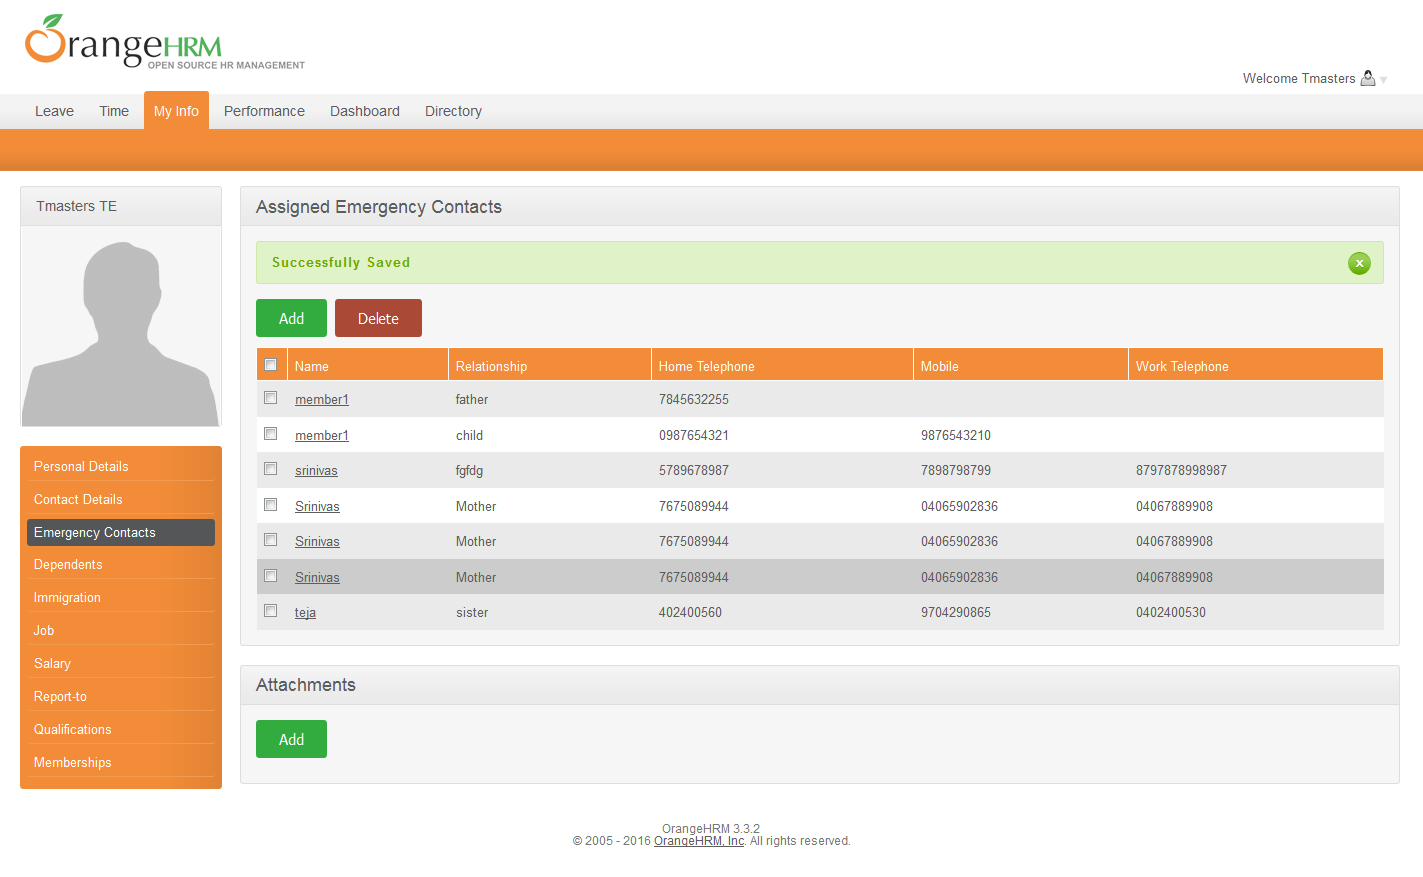 OrangeHRM
OPEN SOURCE HR MANAGEMENT
Welcome Tmasters
Leave Time My Info Performance Dashboard Directory
Tmasters TE
Personal Details
Contact Details
Emergency Contacts
Dependents
Immigration
Job
Salary
Report-to
Qualifications
Memberships
Assigned Emergency Contacts
Successfully Saved x
Add Delete
Name Relationship Home Telephone Mobile Work Telephone
member1 father 7845632255
member1 child 0987654321 9876543210
srinivas fgfdg 5789678987 7898798799 8797878998987
Srinivas Mother 7675089944 04065902836 04067889908
Srinivas Mother 7675089944 04065902836 04067889908
Srinivas Mother 7675089944 04065902836 04067889908
teja sister 402400560 9704290865 0402400530
Attachments
Add
OrangeHRM 3.3.2
© 2005 - 2016 OrangeHRM, Inc. All rights reserved.